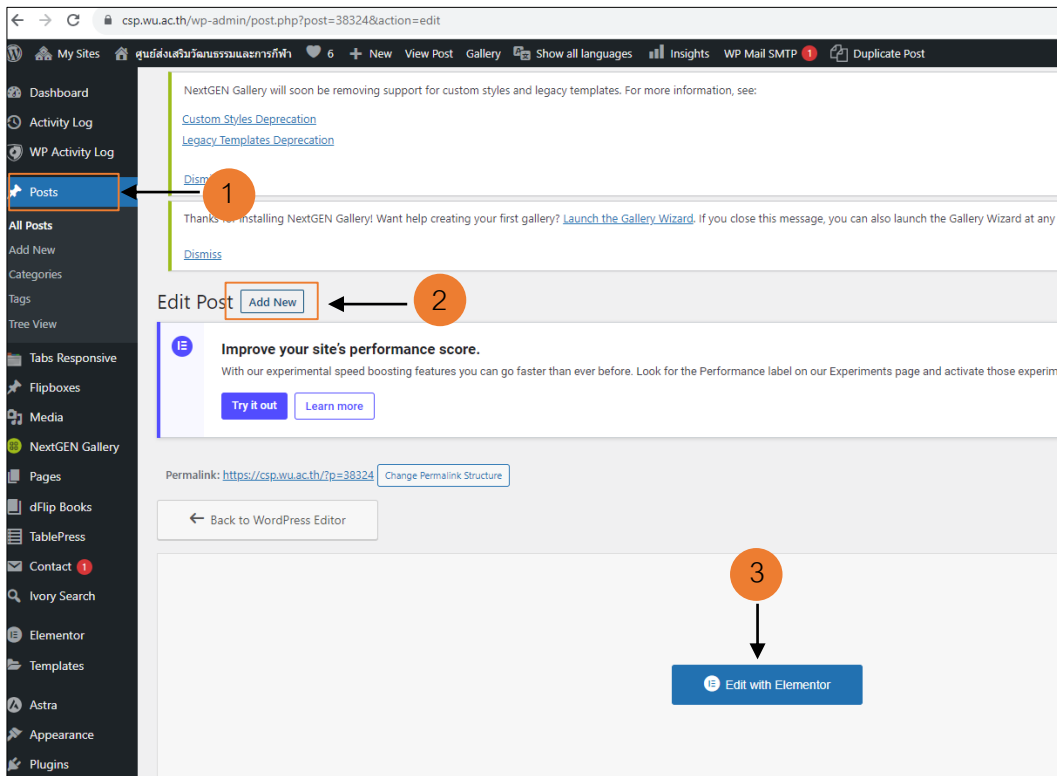 csp.wu.ac.th/wp-admin/post.php?post=38324&action=edit
My Sites ศูนย์ส่งเสริมวัฒนธรรมและการกีฬา 6 + New View Post Gallery Show all languages Insights WP Mail SMTP 1 Duplicate Post
Dashboard
Activity Log
WP Activity Log
Posts
All Posts
Add New
Categories
Tags
Tree View
Tabs Responsive
Flipboxes
Media
NextGEN Gallery
Pages
dFlip Books
TablePress
Contact 1
Ivory Search
Elementor
Templates
Astra
Appearance
Plugins
NextGEN Gallery will soon be removing support for custom styles and legacy templates. For more information, see:
Custom Styles Deprecation
Legacy Templates Deprecation
1
Thanks for installing NextGEN Gallery! Want help creating your first gallery? Launch the Gallery Wizard. If you close this message, you can also launch the Gallery Wizard at any
Dismiss
Edit Post Add New 2
Improve your site's performance score.
With our experimental speed boosting features you can go faster than ever before. Look for the Performance label on our Experiments page and activate those experim
Try it out Learn more
Permalink: https://csp.wu.ac.th/?p=38324 Change Permalink Structure
← Back to WordPress Editor
3
Edit with Elementor